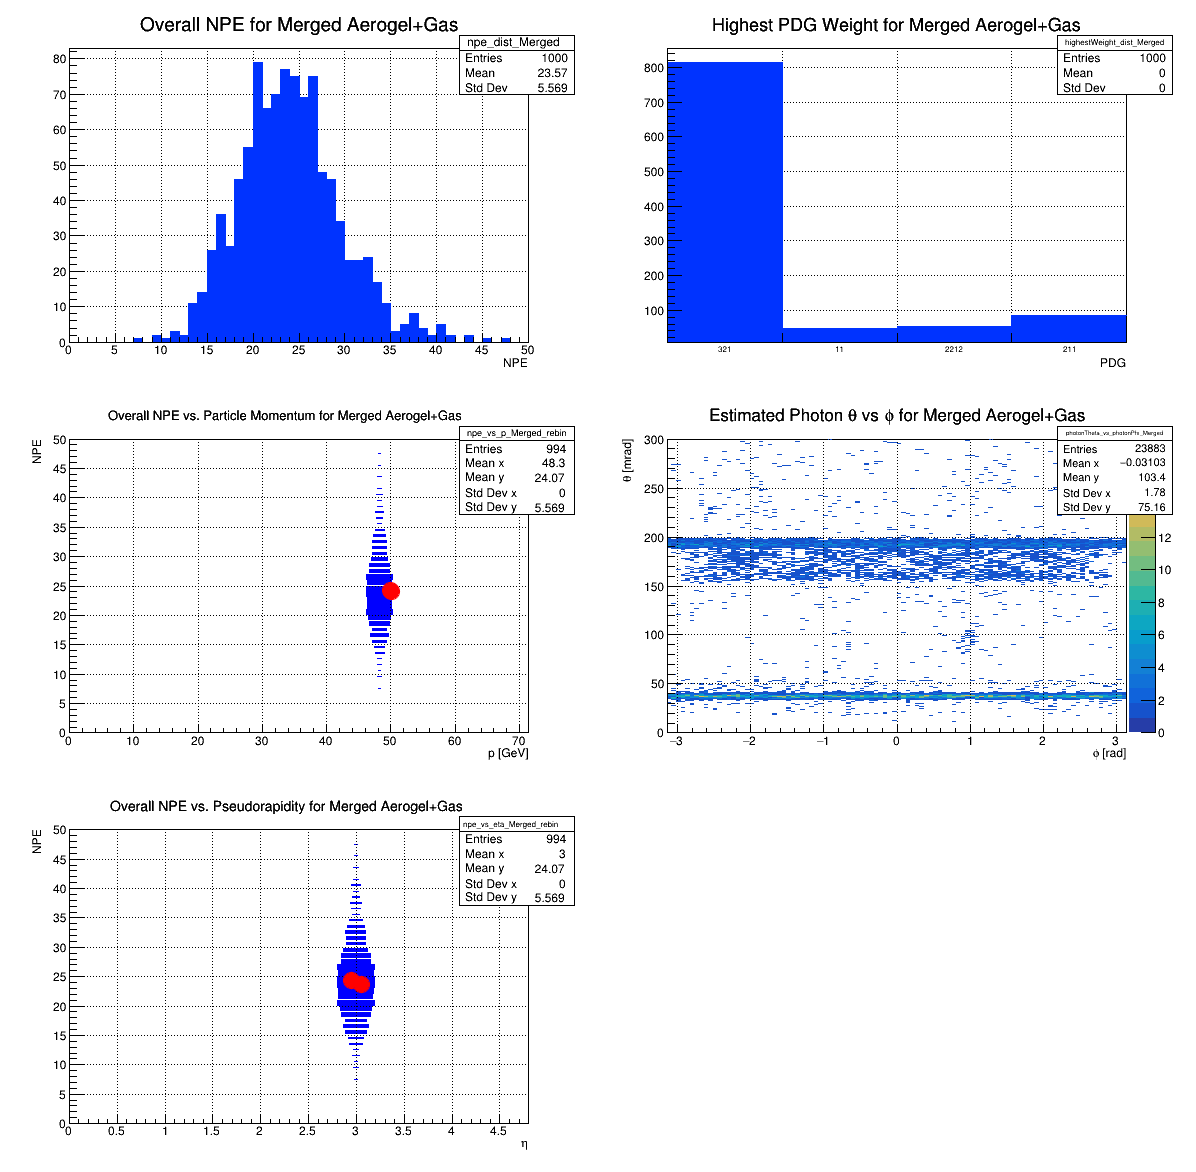 Overall NPE for Merged Aerogel+Gas
npe_dist_Merged
Entries 1000
Mean 23.57
Std Dev 5.569
80
70
60
50
40
30
20
10
0
0 5 10 15 20 25 30 35 40 45 50
NPE
Highest PDG Weight for Merged Aerogel+Gas
highestWeight_dist_Merged
Entries 1000
Mean 0
Std Dev 0
800
700
600
500
400
300
200
100
321 11 2212 211
PDG
Overall NPE vs. Particle Momentum for Merged Aerogel+Gas
npe_vs_p_Merged_rebin
Entries 994
Mean x 48.3
Mean y 24.07
Std Dev x 0
Std Dev y 5.569
NPE
50
45
40
35
30
25
20
15
10
5
0
0 10 20 30 40 50 60 70
p [GeV]
Estimated Photon θ vs ϕ for Merged Aerogel+Gas
photonTheta_vs_photonPhi_Merged
Entries 23883
Mean x −0.03103
Mean y 103.4
Std Dev x 1.78
Std Dev y 75.16
θ [mrad]
300
250
200
150
100
50
0
−3 −2 −1 0 1 2 3
ϕ [rad]
12
10
8
6
4
2
0
Overall NPE vs. Pseudorapidity for Merged Aerogel+Gas
npe_vs_eta_Merged_rebin
Entries 994
Mean x 3
Mean y 24.07
Std Dev x 0
Std Dev y 5.569
NPE
50
45
40
35
30
25
20
15
10
5
0
0 0.5 1 1.5 2 2.5 3 3.5 4 4.5
η